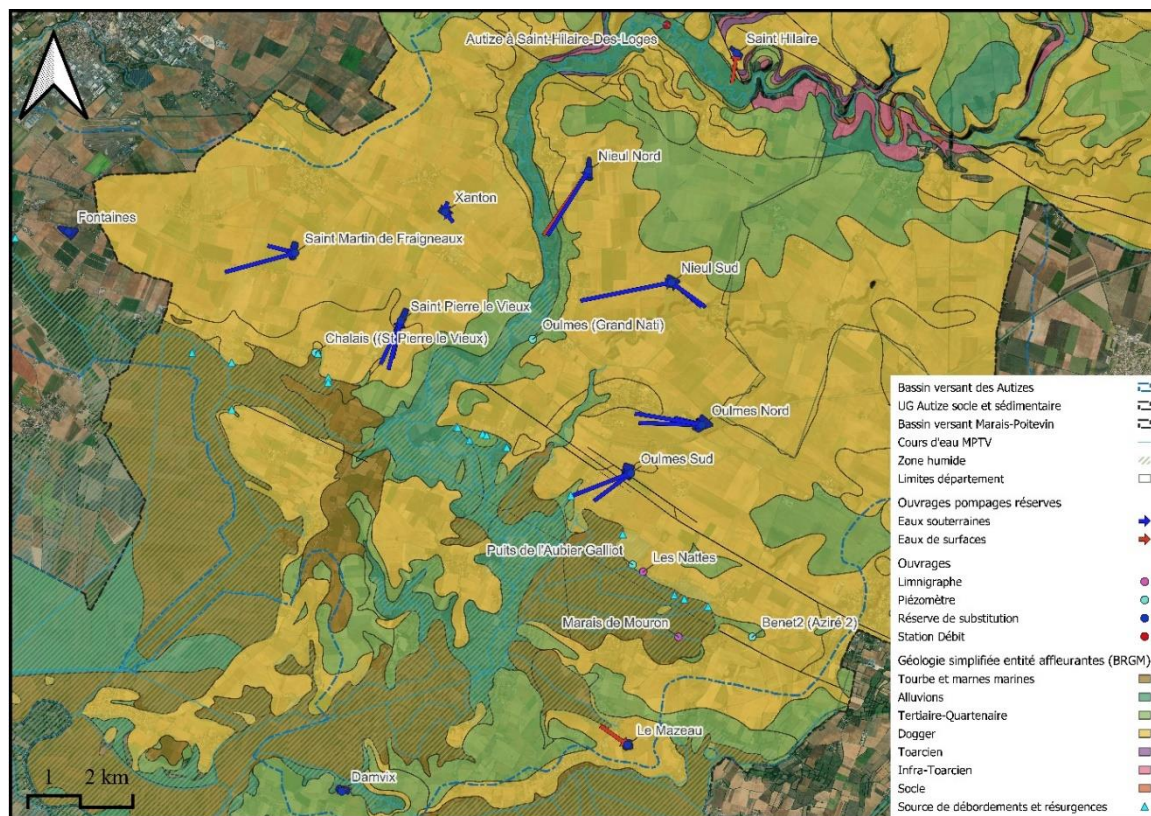 Autize à Saint-Hilaire-Des-Loges
Saint Hilaire
Nieul Nord
Xanton
Fontaines
Saint Martin de Fraigneaux
Nieul Sud
Saint Pierre le Vieux
Chalais ((St Pierre le Vieux)
Oulmes (Grand Nati)
Oulmes Nord
Oulmes Sud
Puits de l'Aubier Galliot
Les Nattes
Marais de Mouron
Benet2 (Aziré 2)
Le Mazeau
Damvix
1 2 km
Bassin versant des Autizes
UG Autize socle et sédimentaire
Bassin versant Marais-Poitevin
Cours d'eau MPTV
Zone humide
Limites département
Ouvrages pompages réserves
Eaux souterraines
Eaux de surfaces
Ouvrages
Limnigraphe
Piézomètre
Réserve de substitution
Station Débit
Géologie simplifiée entité affleurantes (BRGM)
Tourbe et marnes marines
Alluvions
Tertiaire-Quartenaire
Dogger
Toarcien
Infra-Toarcien
Socle
Source de débordements et résurgences